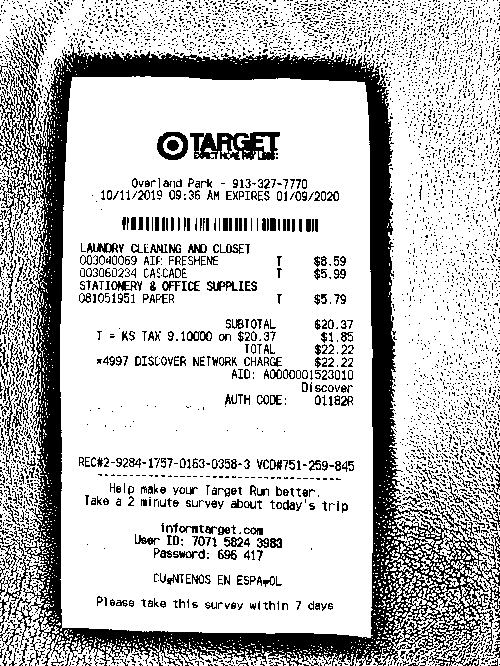 TARGET
EXPECT MORE. PAY LESS.
Overland Park - 913-327-7770
10/11/2019 09:36 AM EXPIRES 01/09/2020
LAUNDRY CLEANING AND CLOSET
003040069 AIR FRESHENE T $8.59
003060234 CASCADE T $5.99
STATIONERY & OFFICE SUPPLIES
081051951 PAPER T $5.79
SUBTOTAL $20.37
T = KS TAX 9.10000 on $20.37 $1.85
TOTAL $22.22
*4997 DISCOVER NETWORK CHARGE $22.22
AID: A0000001523010
Discover
AUTH CODE: 01182R
REC#2-9284-1757-0163-0358-3 VCD#751-259-845
Help make your Target Run better.
Take a 2 minute survey about today's trip
informtarget.com
User ID: 7071 5824 3983
Password: 696 417
CUéNTENOS EN ESPAñOL
Please take this survey within 7 days